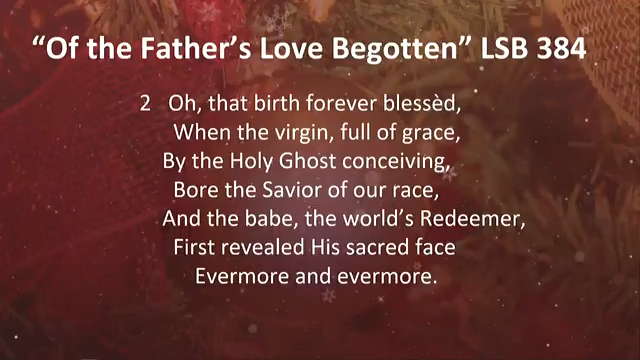 “Of the Father’s Love Begotten” LSB 384
2 Oh, that birth forever blessèd,
When the virgin, full of grace,
By the Holy Ghost conceiving,
Bore the Savior of our race,
And the babe, the world’s Redeemer,
First revealed His sacred face
Evermore and evermore.